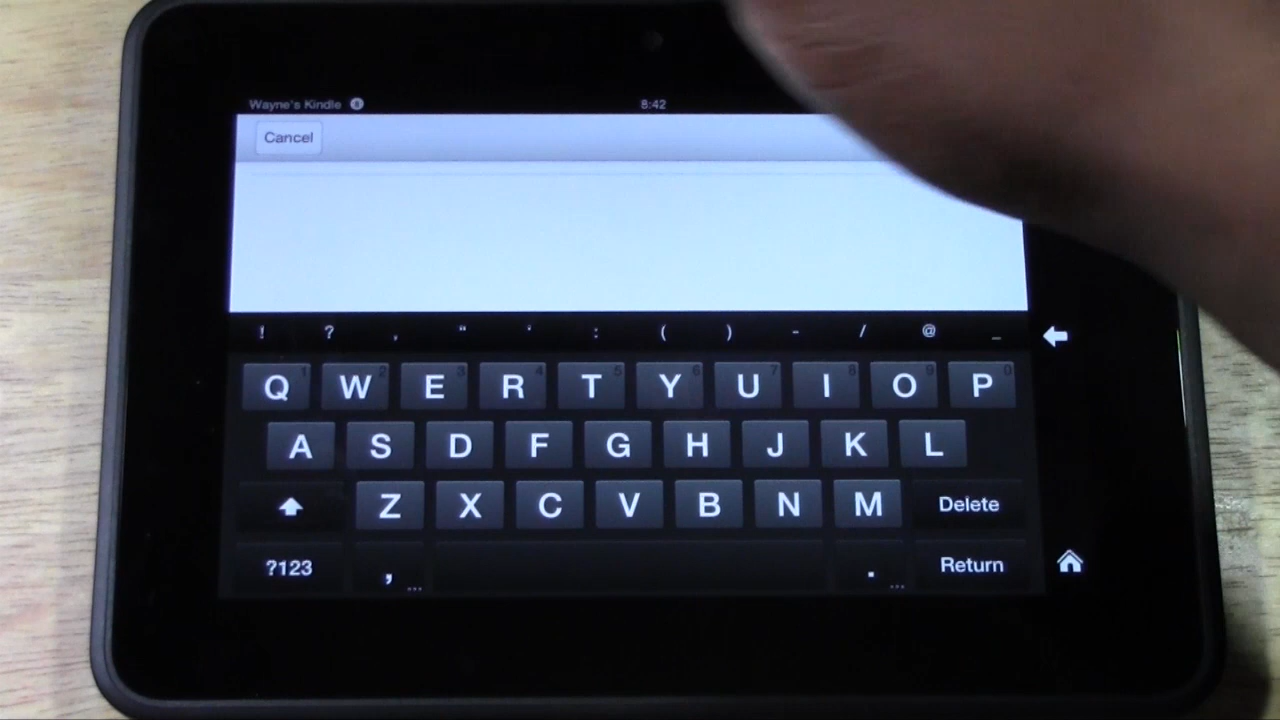 Wayne's Kindle 8:42
Cancel
! ? , " ' : ( ) - / @ _
Q W E R T Y U I O P
A S D F G H J K L
Z X C V B N M Delete
?123 , ... . ... Return